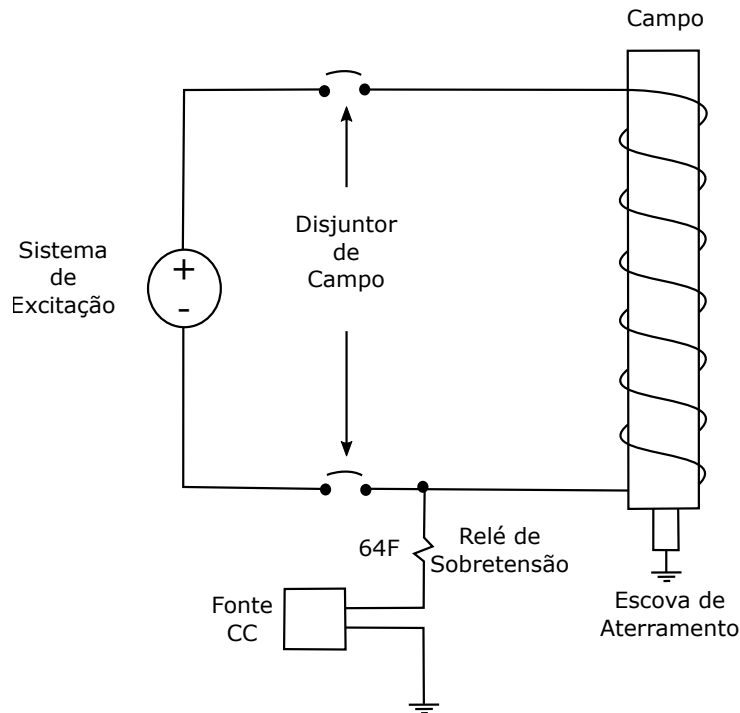 Campo
Disjuntor
de
Campo
Sistema
de
Excitação
+
-
64F
Relé de
Sobretensão
Fonte
CC
Escova de
Aterramento